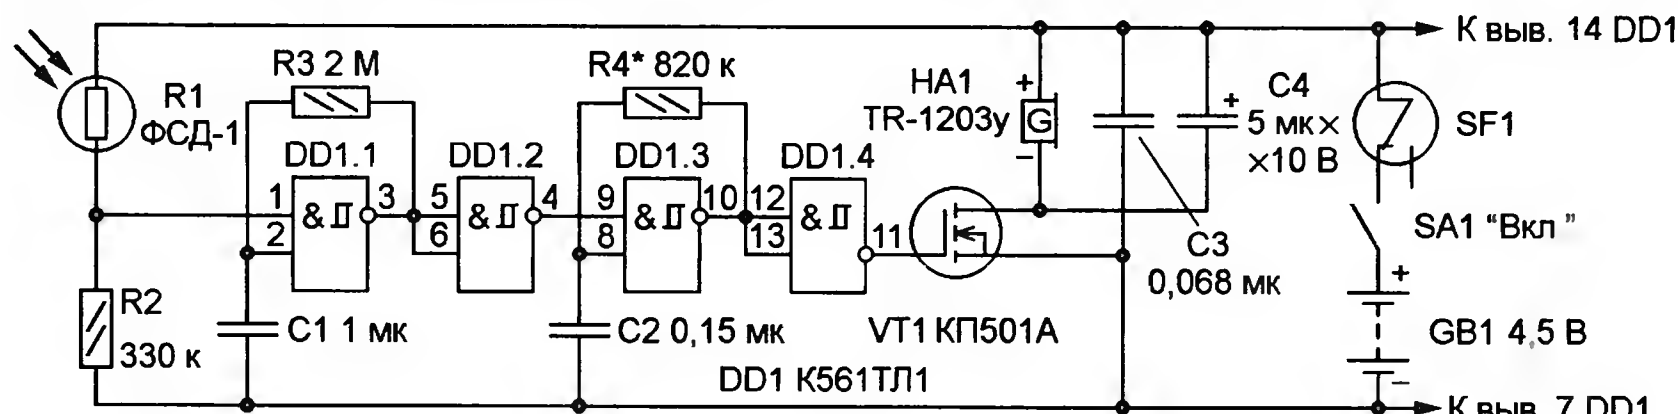 К выв. 14 DD1
R3 2 М
R4* 820 к
HA1
TR-1203y
+
G
−
C4
+
5 мк×
×10 В
SF1
R1
ФСД-1
DD1.1
DD1.2
DD1.3
DD1.4
1
2
&
3
5
6
&
4
9
8
&
10
12
13
&
11
C3
0,068 мк
SA1 "Вкл"
R2
330 к
C1 1 мк
C2 0,15 мк
VT1 КП501А
+
GB1 4,5 В
−
DD1 К561ТЛ1
К выв. 7 DD1